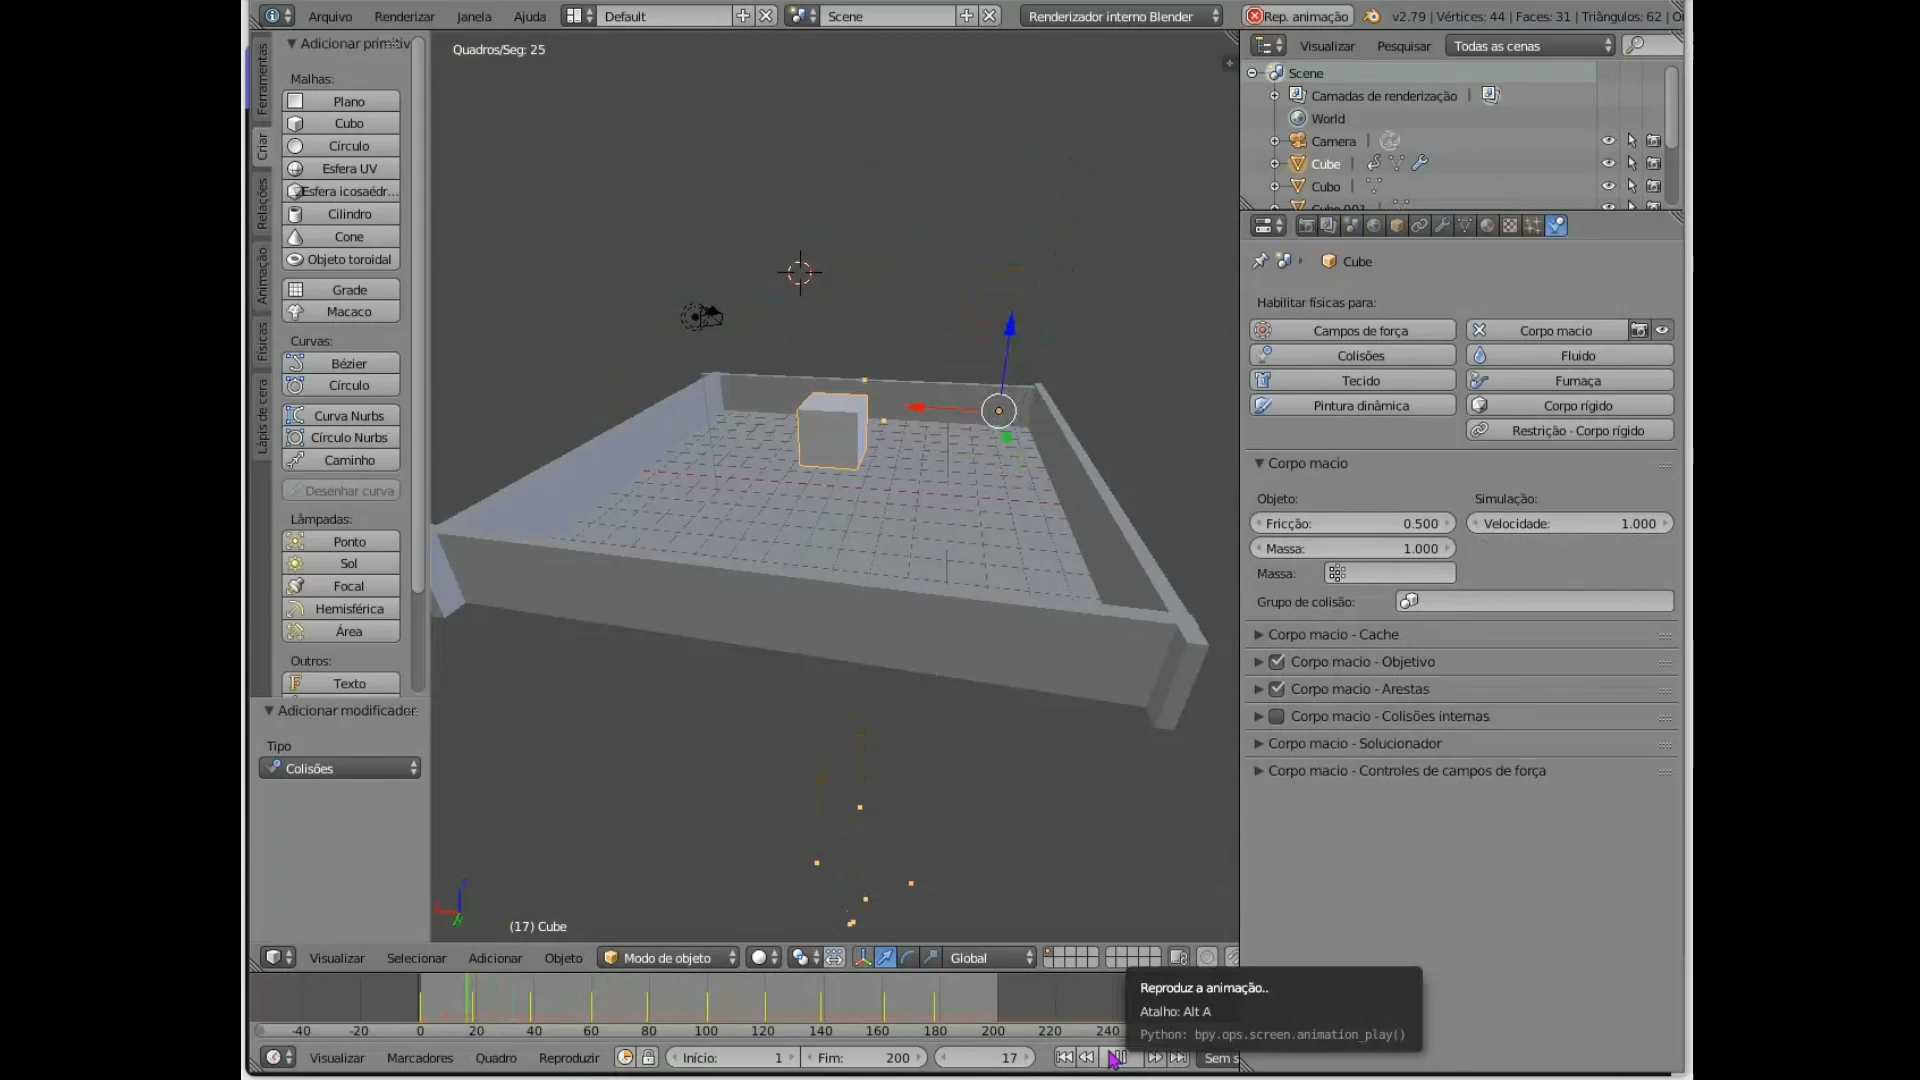 Arquivo Renderizar Janela Ajuda Default Scene Renderizador interno Blender Rep. animação v2.79 | Vértices: 44 | Faces: 31 | Triângulos: 62 |
Adicionar primitiv
Ferramentas
Criar
Relações
Animação
Físicas
Lápis de cera
Malhas:
Plano
Cubo
Círculo
Esfera UV
Esfera icosaédr...
Cilindro
Cone
Objeto toroidal
Grade
Macaco
Curvas:
Bézier
Círculo
Curva Nurbs
Círculo Nurbs
Caminho
Desenhar curva
Lâmpadas:
Ponto
Sol
Focal
Hemisférica
Área
Outros:
Texto
Adicionar modificador
Tipo
Colisões
Quadros/Seg: 25
(17) Cube
Visualizar Pesquisar Todas as cenas
Scene
Camadas de renderização
World
Camera
Cube
Cubo
Cubo.001
Cube
Habilitar físicas para:
Campos de força Corpo macio
Colisões Fluido
Tecido Fumaça
Pintura dinâmica Corpo rígido
Restrição - Corpo rígido
Corpo macio
Objeto: Simulação:
Fricção: 0.500 Velocidade: 1.000
Massa: 1.000
Massa:
Grupo de colisão:
Corpo macio - Cache
Corpo macio - Objetivo
Corpo macio - Arestas
Corpo macio - Colisões internas
Corpo macio - Solucionador
Corpo macio - Controles de campos de força
Visualizar Selecionar Adicionar Objeto Modo de objeto Global
Reproduz a animação..
Atalho: Alt A
Python: bpy.ops.screen.animation_play()
-40 -20 0 20 40 60 80 100 120 140 160 180 200 220 240
Visualizar Marcadores Quadro Reproduzir Início: 1 Fim: 200 17 Sem s